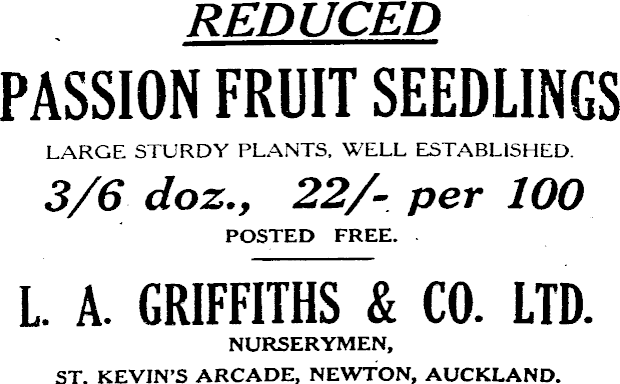 REDUCED
PASSION FRUIT SEEDLINGS
LARGE STURDY PLANTS, WELL ESTABLISHED.
3/6 doz., 22/- per 100
POSTED FREE.
L. A. GRIFFITHS & CO. LTD.
NURSERYMEN,
ST. KEVIN'S ARCADE, NEWTON, AUCKLAND.